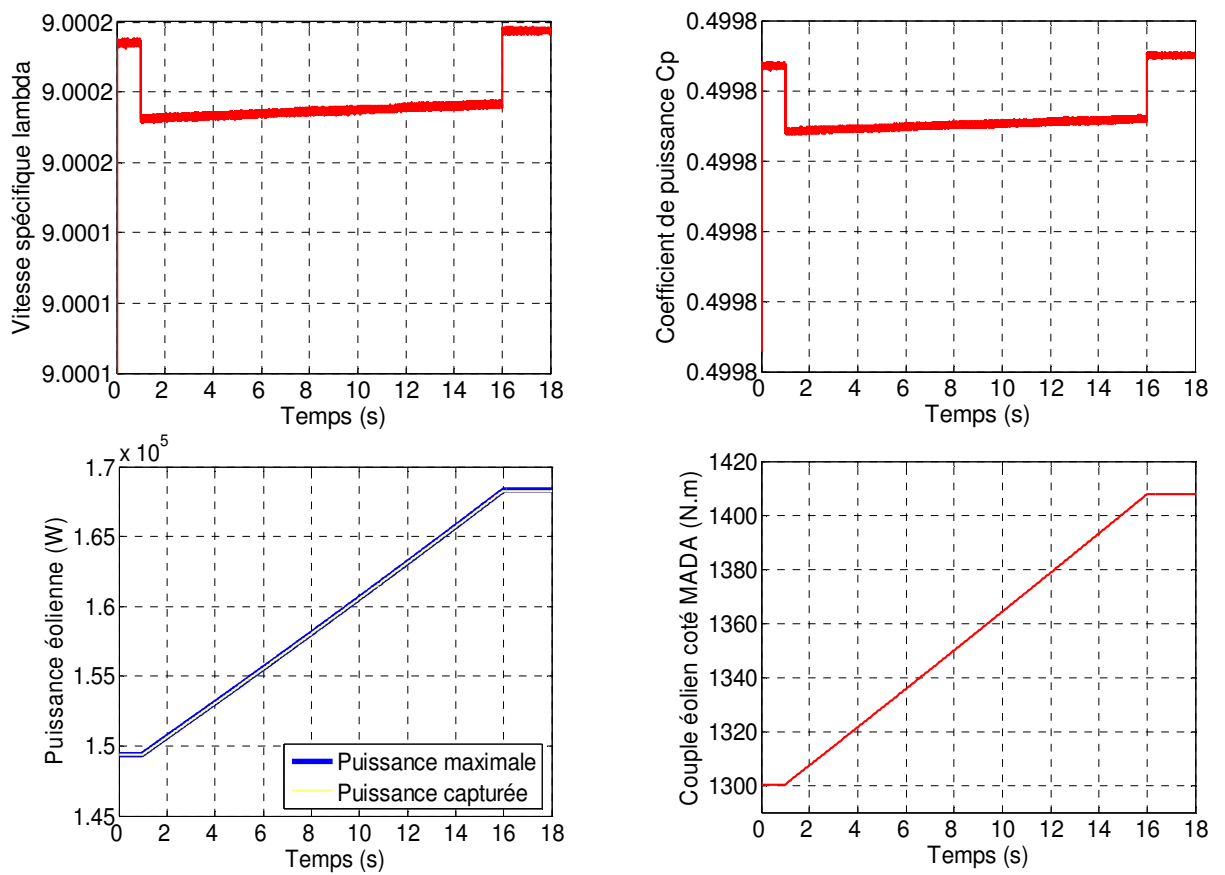 Vitesse spécifique lambda
9.0002
9.0002
9.0002
9.0001
9.0001
9.0001
0 2 4 6 8 10 12 14 16 18
Temps (s)
Coefficient de puissance Cp
0.4998
0.4998
0.4998
0.4998
0.4998
0.4998
0 2 4 6 8 10 12 14 16 18
Temps (s)
Puissance éolienne (W)
x 10^5
1.7
1.65
1.6
1.55
1.5
1.45
0 2 4 6 8 10 12 14 16 18
Temps (s)
Puissance maximale
Puissance capturée
Couple éolien coté MADA (N.m)
1420
1400
1380
1360
1340
1320
1300
0 2 4 6 8 10 12 14 16 18
Temps (s)